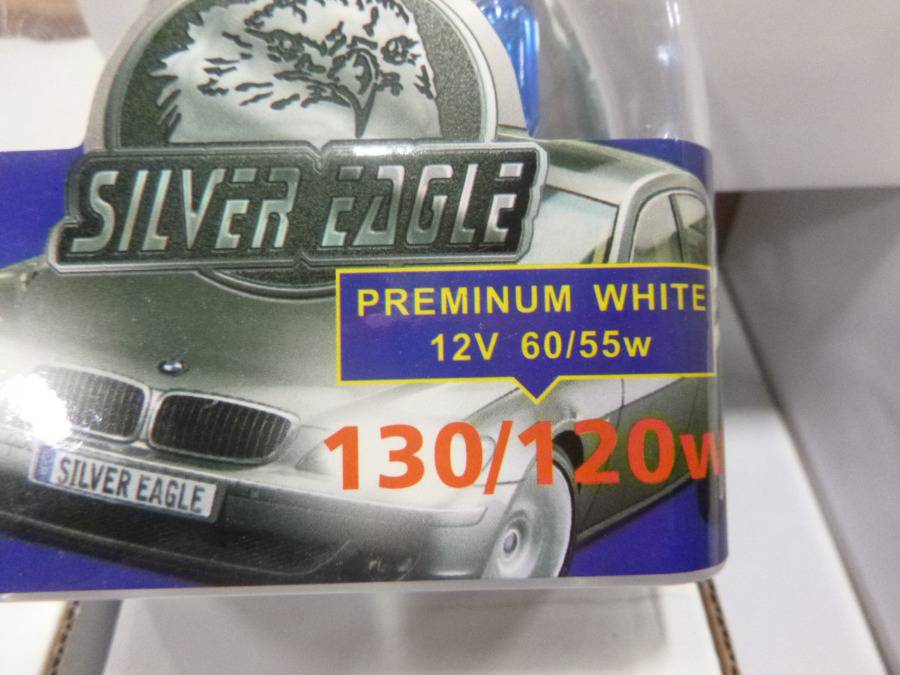 SILVER EAGLE
PREMINUM WHITE
12V 60/55w
130/120w
SILVER EAGLE